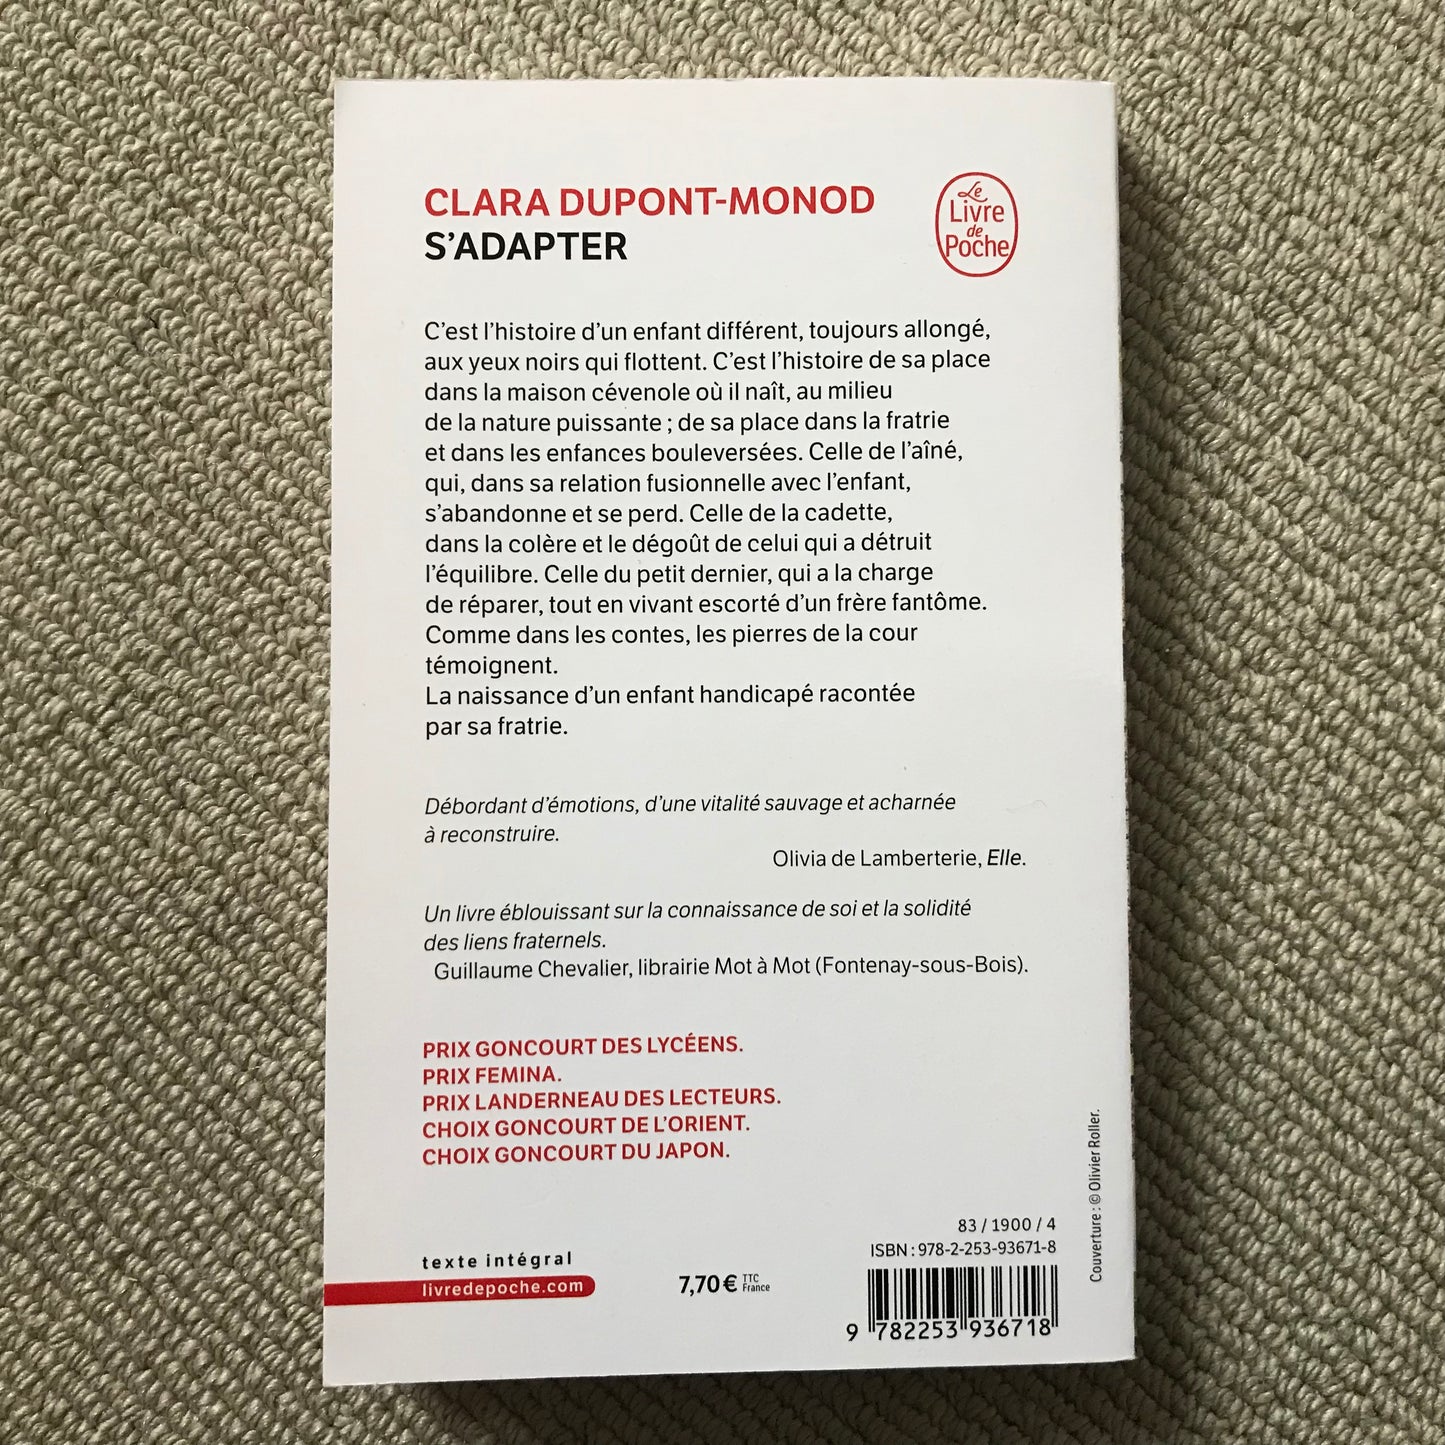 CLARA DUPONT-MONOD
S’ADAPTER
Le
Livre
de
Poche
C’est l’histoire d’un enfant différent, toujours allongé,
aux yeux noirs qui flottent. C’est l’histoire de sa place
dans la maison cévenole où il naît, au milieu
de la nature puissante ; de sa place dans la fratrie
et dans les enfances bouleversées. Celle de l’aîné,
qui, dans sa relation fusionnelle avec l’enfant,
s’abandonne et se perd. Celle de la cadette,
dans la colère et le dégoût de celui qui a détruit
l’équilibre. Celle du petit dernier, qui a la charge
de réparer, tout en vivant escorté d’un frère fantôme.
Comme dans les contes, les pierres de la cour
témoignent.
La naissance d’un enfant handicapé racontée
par sa fratrie.
Débordant d’émotions, d’une vitalité sauvage et acharnée
à reconstruire.
Olivia de Lamberterie, Elle.
Un livre éblouissant sur la connaissance de soi et la solidité
des liens fraternels.
Guillaume Chevalier, librairie Mot à Mot (Fontenay-sous-Bois).
PRIX GONCOURT DES LYCÉENS.
PRIX FEMINA.
PRIX LANDERNEAU DES LECTEURS.
CHOIX GONCOURT DE L’ORIENT.
CHOIX GONCOURT DU JAPON.
Couverture : © Olivier Roller.
texte intégral
livredepoche.com
7,70 € TTC France
83 / 1900 / 4
ISBN : 978-2-253-93671-8
9 782253 936718